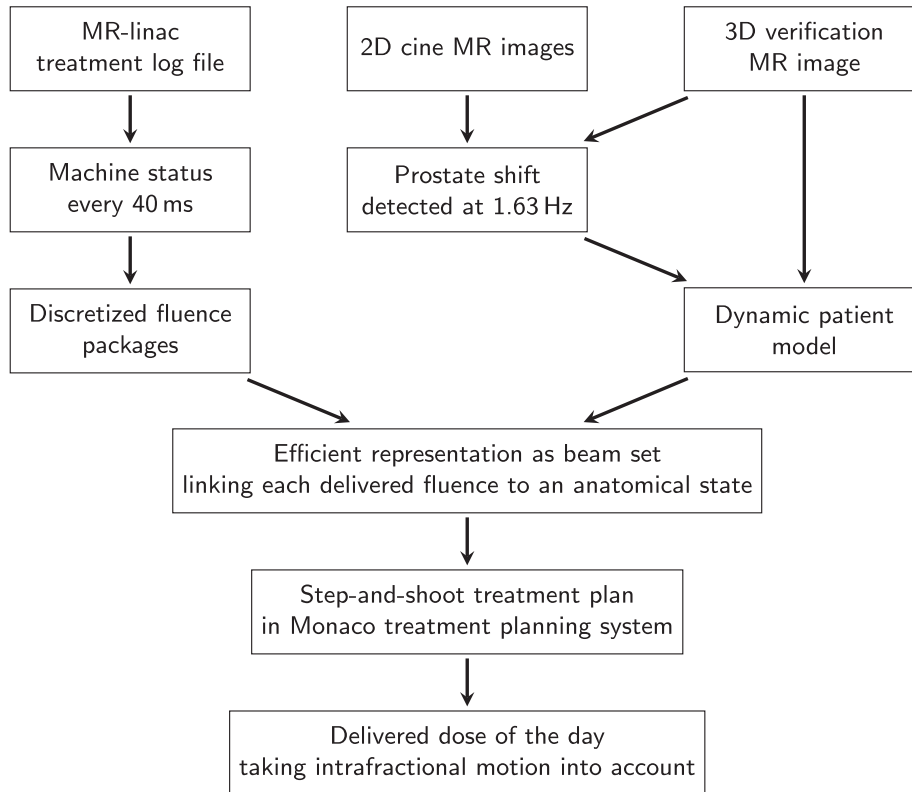 MR-linac
treatment log file
2D cine MR images
3D verification
MR image
Machine status
every 40 ms
Prostate shift
detected at 1.63 Hz
Discretized fluence
packages
Dynamic patient
model
Efficient representation as beam set
linking each delivered fluence to an anatomical state
Step-and-shoot treatment plan
in Monaco treatment planning system
Delivered dose of the day
taking intrafractional motion into account